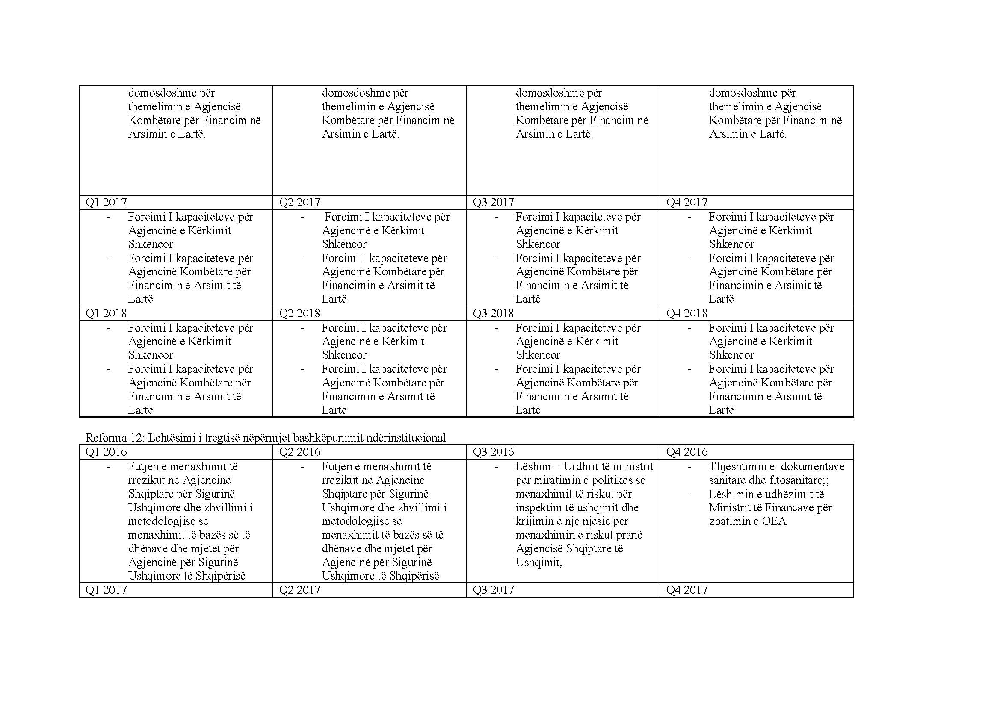 domosdoshme për
themelimin e Agjencisë
Kombëtare për Financim në
Arsimin e Lartë.
domosdoshme për
themelimin e Agjencisë
Kombëtare për Financim në
Arsimin e Lartë.
domosdoshme për
themelimin e Agjencisë
Kombëtare për Financim në
Arsimin e Lartë.
domosdoshme për
themelimin e Agjencisë
Kombëtare për Financim në
Arsimin e Lartë.
Q1 2017
Q2 2017
Q3 2017
Q4 2017
- Forcimi I kapaciteteve për
Agjencinë e Kërkimit
Shkencor
- Forcimi I kapaciteteve për
Agjencinë Kombëtare për
Financimin e Arsimit të
Lartë
- Forcimi I kapaciteteve për
Agjencinë e Kërkimit
Shkencor
- Forcimi I kapaciteteve për
Agjencinë Kombëtare për
Financimin e Arsimit të
Lartë
- Forcimi I kapaciteteve për
Agjencinë e Kërkimit
Shkencor
- Forcimi I kapaciteteve për
Agjencinë Kombëtare për
Financimin e Arsimit të
Lartë
- Forcimi I kapaciteteve për
Agjencinë e Kërkimit
Shkencor
- Forcimi I kapaciteteve për
Agjencinë Kombëtare për
Financimin e Arsimit të
Lartë
Q1 2018
Q2 2018
Q3 2018
Q4 2018
- Forcimi I kapaciteteve për
Agjencinë e Kërkimit
Shkencor
- Forcimi I kapaciteteve për
Agjencinë Kombëtare për
Financimin e Arsimit të
Lartë
- Forcimi I kapaciteteve për
Agjencinë e Kërkimit
Shkencor
- Forcimi I kapaciteteve për
Agjencinë Kombëtare për
Financimin e Arsimit të
Lartë
- Forcimi I kapaciteteve për
Agjencinë e Kërkimit
Shkencor
- Forcimi I kapaciteteve për
Agjencinë Kombëtare për
Financimin e Arsimit të
Lartë
- Forcimi I kapaciteteve për
Agjencinë e Kërkimit
Shkencor
- Forcimi I kapaciteteve për
Agjencinë Kombëtare për
Financimin e Arsimit të
Lartë
Reforma 12: Lehtësimi i tregtisë nëpërmjet bashkëpunimit ndërinstitucional
Q1 2016
Q2 2016
Q3 2016
Q4 2016
- Futjen e menaxhimit të
rrezikut në Agjencinë
Shqiptare për Sigurinë
Ushqimore dhe zhvillimi i
metodologjisë së
menaxhimit të bazës së të
dhënave dhe mjetet për
Agjencinë për Sigurinë
Ushqimore të Shqipërisë
- Futjen e menaxhimit të
rrezikut në Agjencinë
Shqiptare për Sigurinë
Ushqimore dhe zhvillimi i
metodologjisë së
menaxhimit të bazës së të
dhënave dhe mjetet për
Agjencinë për Sigurinë
Ushqimore të Shqipërisë
- Lëshimi i Urdhrit të ministrit
për miratimin e politikës së
menaxhimit të riskut për
inspektim të ushqimit dhe
krijimin e një njësie për
menaxhimin e riskut pranë
Agjencisë Shqiptare të
Ushqimit,
- Thjeshtimin e  dokumentave
sanitare dhe fitosanitare;;
- Lëshimin e udhëzimit të
Ministrit të Financave për
zbatimin e OEA
Q1 2017
Q2 2017
Q3 2017
Q4 2017